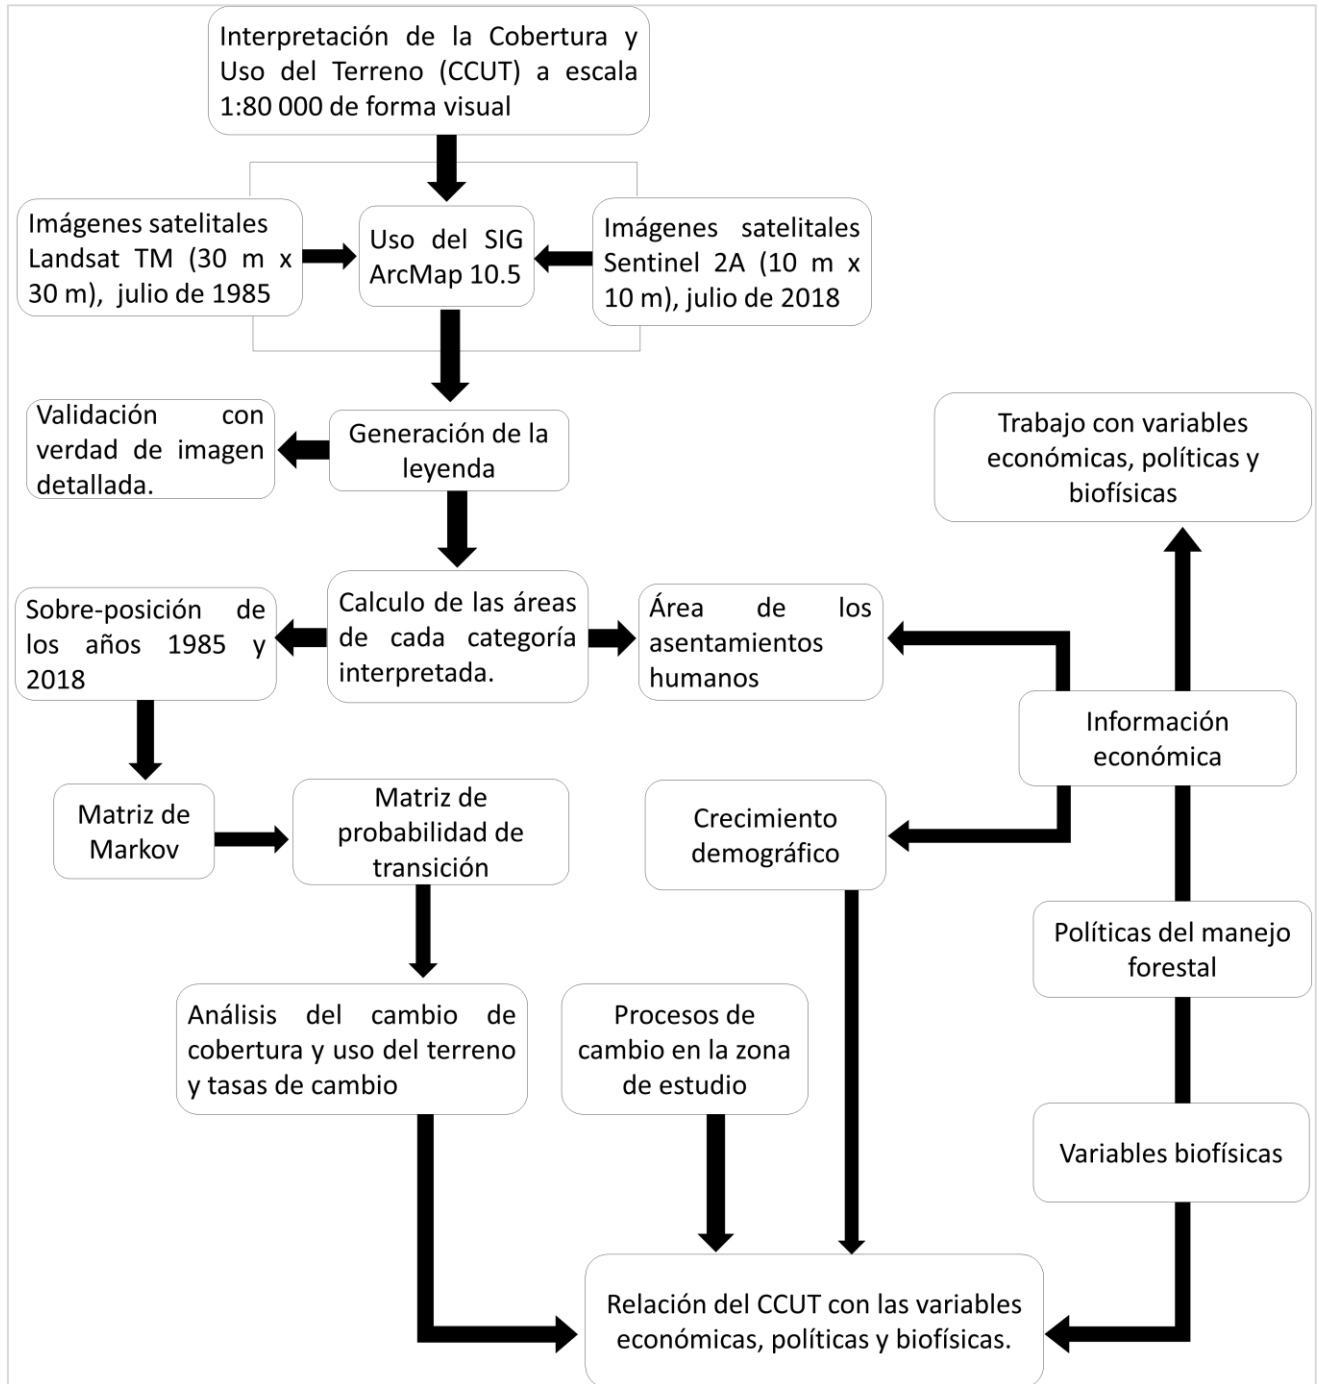 Interpretación de la Cobertura y
Uso del Terreno (CCUT) a escala
1:80 000 de forma visual
Imágenes satelitales
Landsat TM (30 m x
30 m), julio de 1985
Uso del SIG
ArcMap 10.5
Imágenes satelitales
Sentinel 2A (10 m x
10 m), julio de 2018
Validación con
verdad de imagen
detallada.
Generación de la
leyenda
Trabajo con variables
económicas, políticas y
biofísicas
Sobre-posición de
los años 1985 y
2018
Calculo de las áreas
de cada categoría
interpretada.
Área de los
asentamientos
humanos
Información
económica
Matriz de
Markov
Matriz de
probabilidad de
transición
Crecimiento
demográfico
Políticas del manejo
forestal
Análisis del cambio de
cobertura y uso del terreno
y tasas de cambio
Procesos de
cambio en la zona
de estudio
Variables biofísicas
Relación del CCUT con las variables
económicas, políticas y biofísicas.